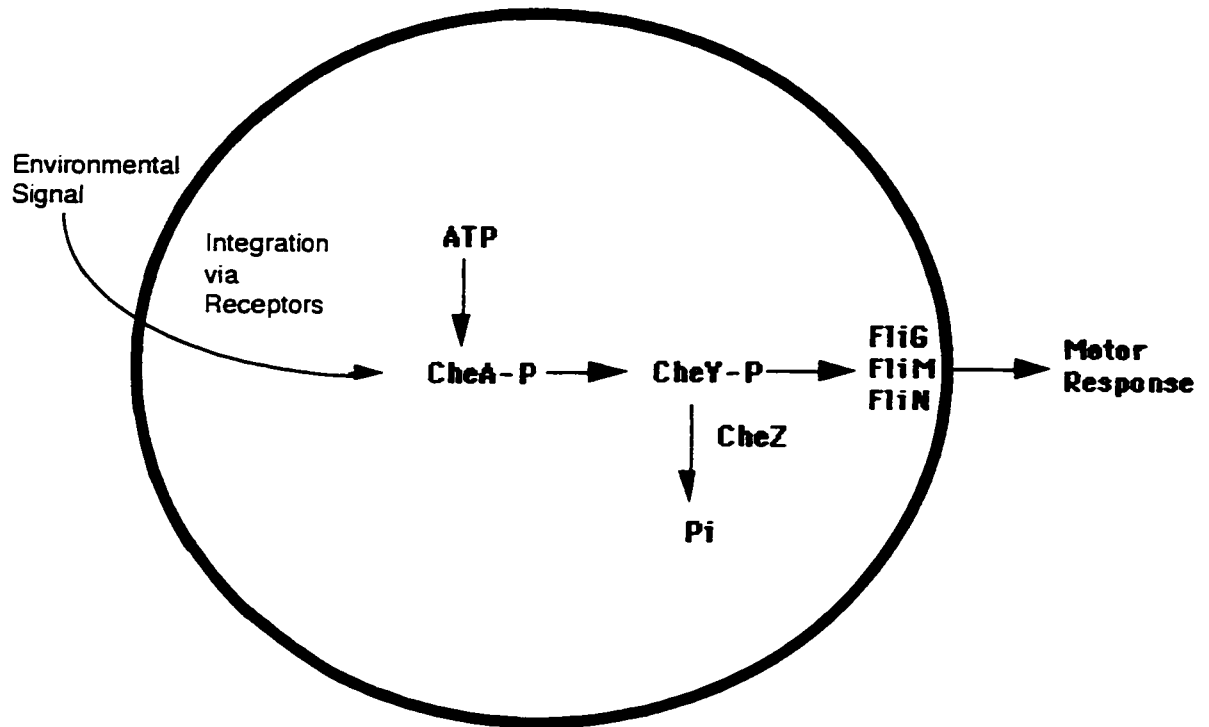 Environmental
Signal
Integration
via
Receptors
ATP
CheA-P
CheY-P
FliG
FliM
FliN
Motor
Response
CheZ
Pi